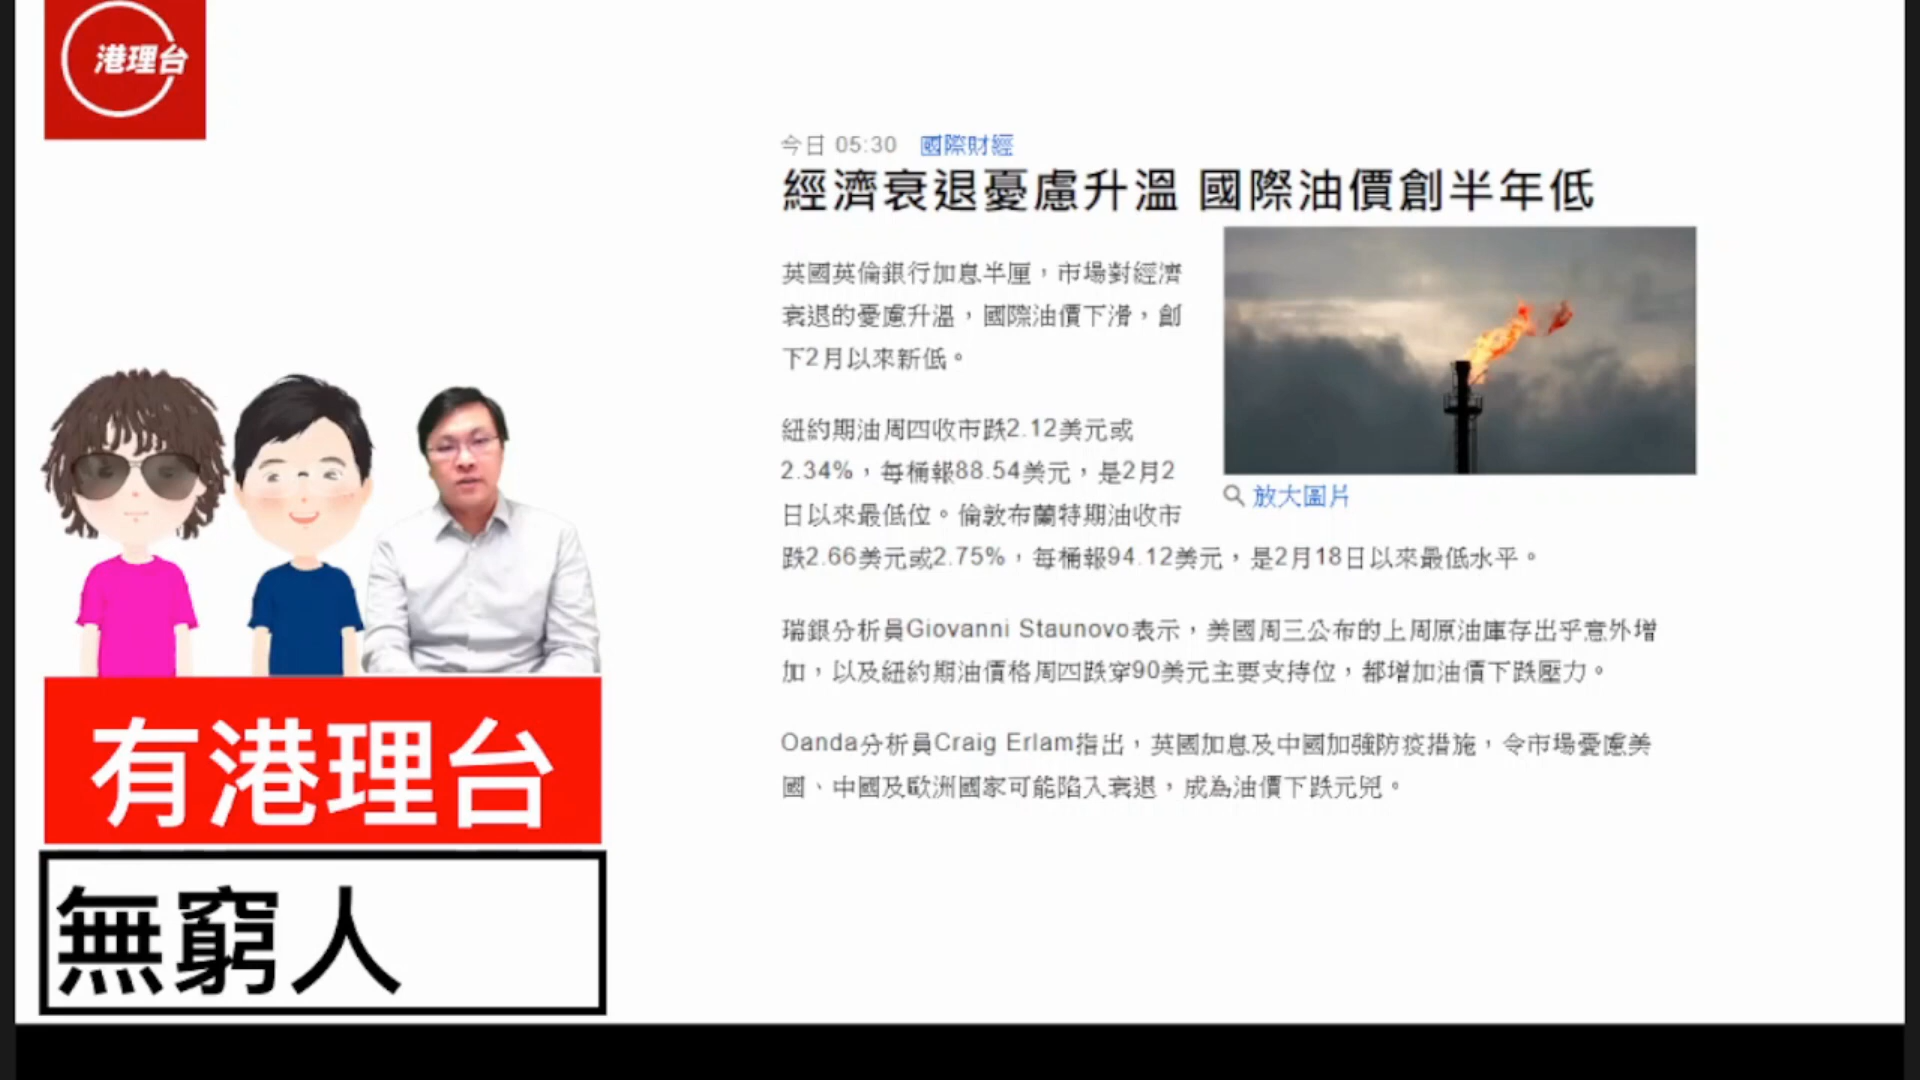 港理台
今日 05:30 國際財經
經濟衰退憂慮升溫 國際油價創半年低
英國英倫銀行加息半厘，市場對經濟
衰退的憂慮升溫，國際油價下滑，創
下2月以來新低。
紐約期油周四收市跌2.12美元或
2.34%，每桶報88.54美元，是2月2
日以來最低位。倫敦布蘭特期油收市
跌2.66美元或2.75%，每桶報94.12美元，是2月18日以來最低水平。
放大圖片
瑞銀分析員Giovanni Staunovo表示，美國周三公布的上周原油庫存出乎意外增
加，以及紐約期油價格周四跌穿90美元主要支持位，都增加油價下跌壓力。
Oanda分析員Craig Erlam指出，英國加息及中國加強防疫措施，令市場憂慮美
國、中國及歐洲國家可能陷入衰退，成為油價下跌元兇。
有港理台
無窮人